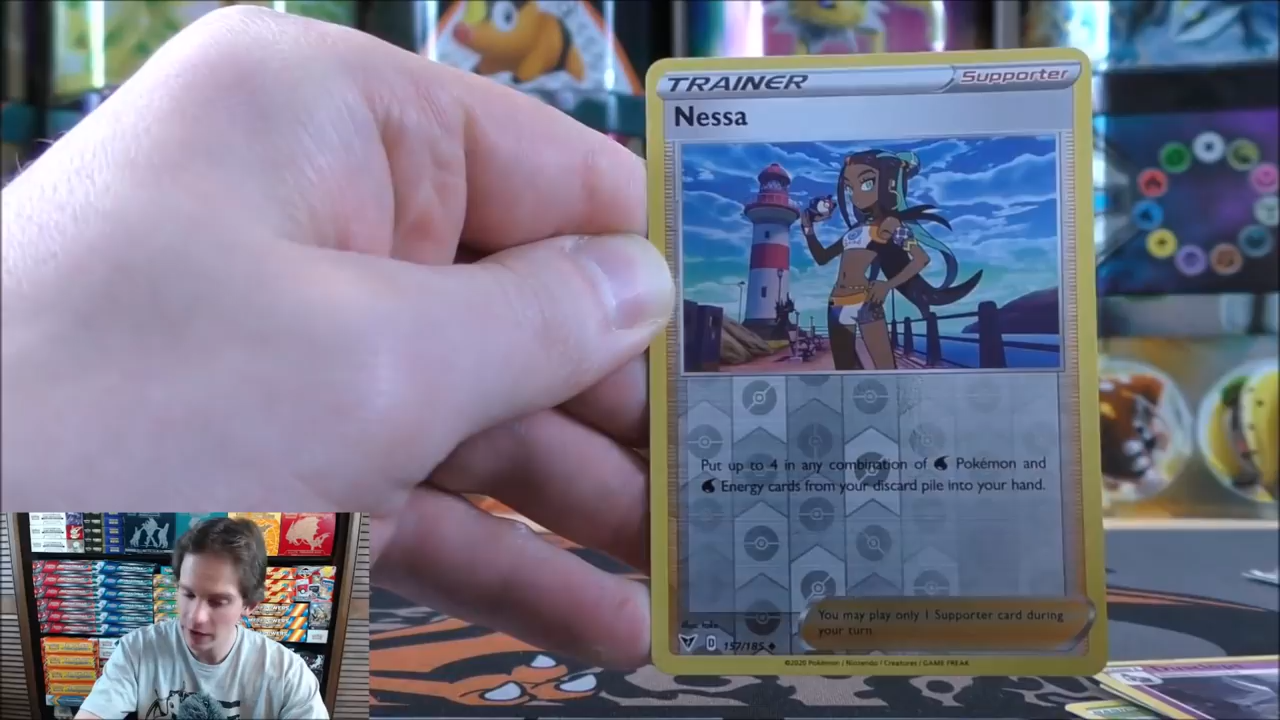 TRAINER
Supporter
Nessa
Put up to 4 in any combination of Pokémon and
Energy cards from your discard pile into your hand.
You may play only 1 Supporter card during
your turn.
D 157/185
©2020 Pokémon / Nintendo / Creatures / GAME FREAK